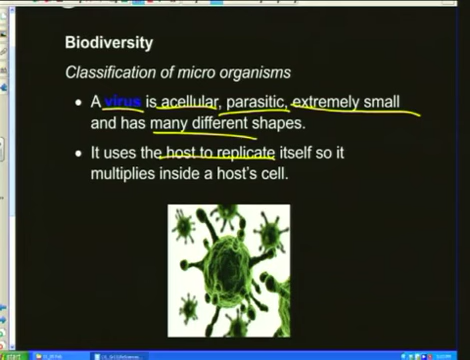 Biodiversity
Classification of micro organisms
• A virus is acellular, parasitic, extremely small
and has many different shapes.
• It uses the host to replicate itself so it
multiplies inside a host's cell.
start